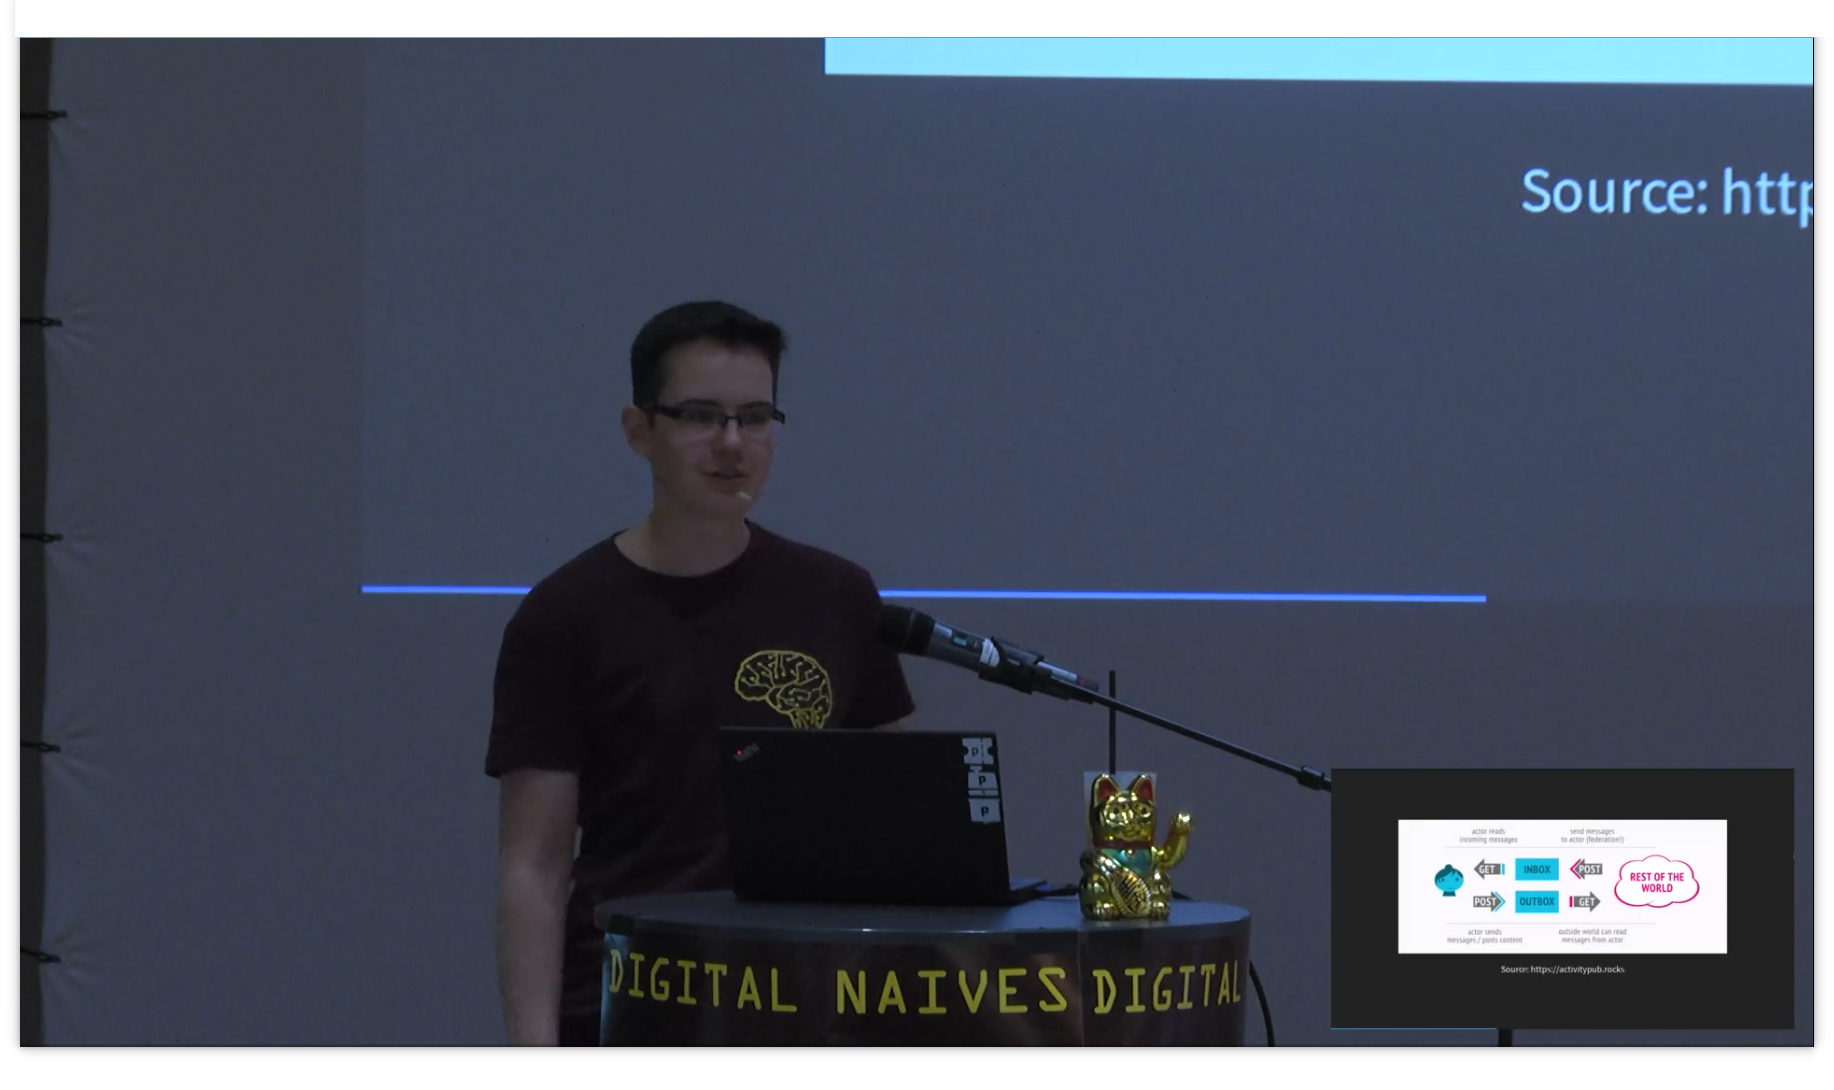 Source: http
p
p
p
DIGITAL NAIVES DIGITAL
actor reads
incoming messages
send messages
to actor (federation!)
GET
INBOX
POST
REST OF THE
WORLD
POST
OUTBOX
GET
actor sends
messages / posts content
outside world can read
messages from actor
Source: https://activitypub.rocks